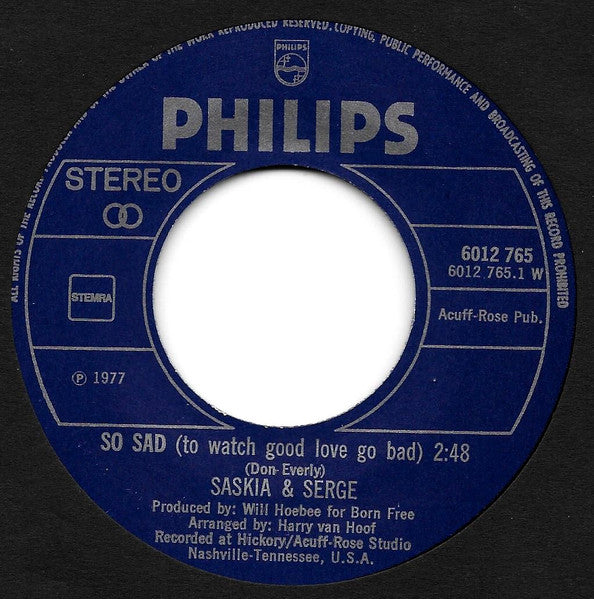 ALL RIGHTS OF THE RECORD PRODUCER AND OF THE OWNER OF THE WORK REPRODUCED RESERVED. COPYING, PUBLIC PERFORMANCE AND BROADCASTING OF THIS RECORD PROHIBITED
PHILIPS
PHILIPS
STEREO
6012 765
6012 765.1 W
STEMRA
Acuff-Rose Pub.
℗ 1977
SO SAD (to watch good love go bad) 2:48
(Don Everly)
SASKIA & SERGE
Produced by: Will Hoebee for Born Free
Arranged by: Harry van Hoof
Recorded at Hickory/Acuff-Rose Studio
Nashville-Tennessee, U.S.A.